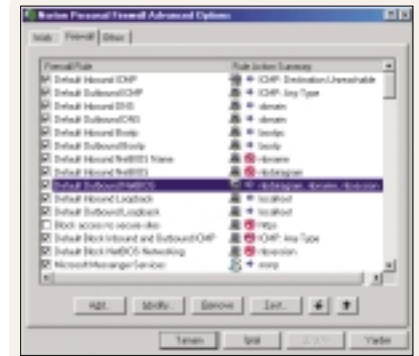 Norton Personal Firewall Advanced Options
Web Firewall Other
Firewall Rule Rule Action Summary
Default Inbound ICMP ICMP: Destination Unreachable
Default Outbound ICMP ICMP: Any Type
Default Inbound DNS domain
Default Outbound DNS domain
Default Inbound Bootp bootpc
Default Outbound Bootp bootp
Default Inbound NetBIOS Name nbname
Default Inbound NetBIOS nbdatagram
Default Outbound NetBIOS nbdatagram, nbname, nbsession
Default Inbound Loopback localhost
Default Outbound Loopback localhost
Block access to secure sites https
Default Block Inbound and Outbound ICMP ICMP: Any Type
Default Block NetBIOS Networking nbsession
Microsoft Messenger Services
Add... Modify... Remove Test...
Tamam İptal Yardım